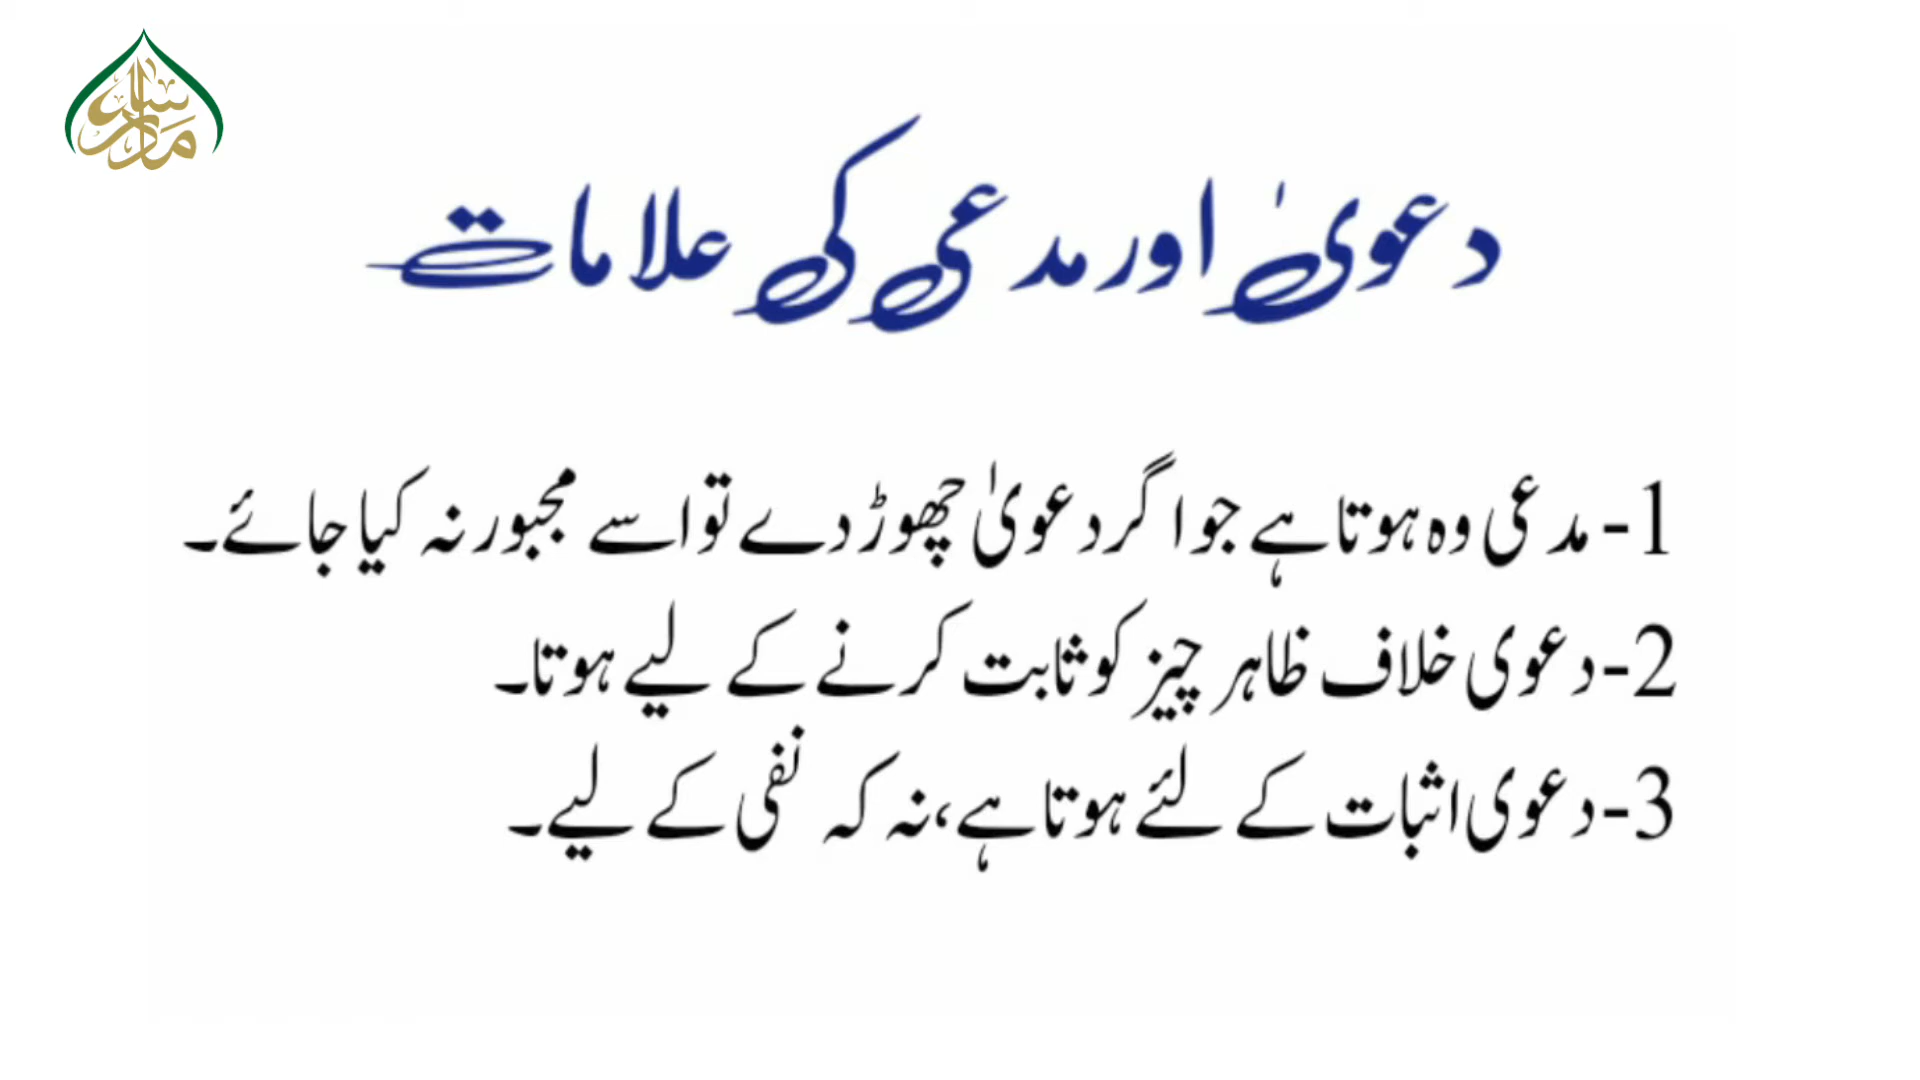 دعویٰ اور مدعی کی علامات
1- مدعی وہ ہوتا ہے جو اگر دعویٰ چھوڑ دے تو اسے مجبور نہ کیا جائے۔
2- دعوی خلاف ظاہر چیز کو ثابت کرنے کے لیے ہوتا۔
3- دعوی اثبات کے لئے ہوتا ہے، نہ کہ نفی کے لیے۔